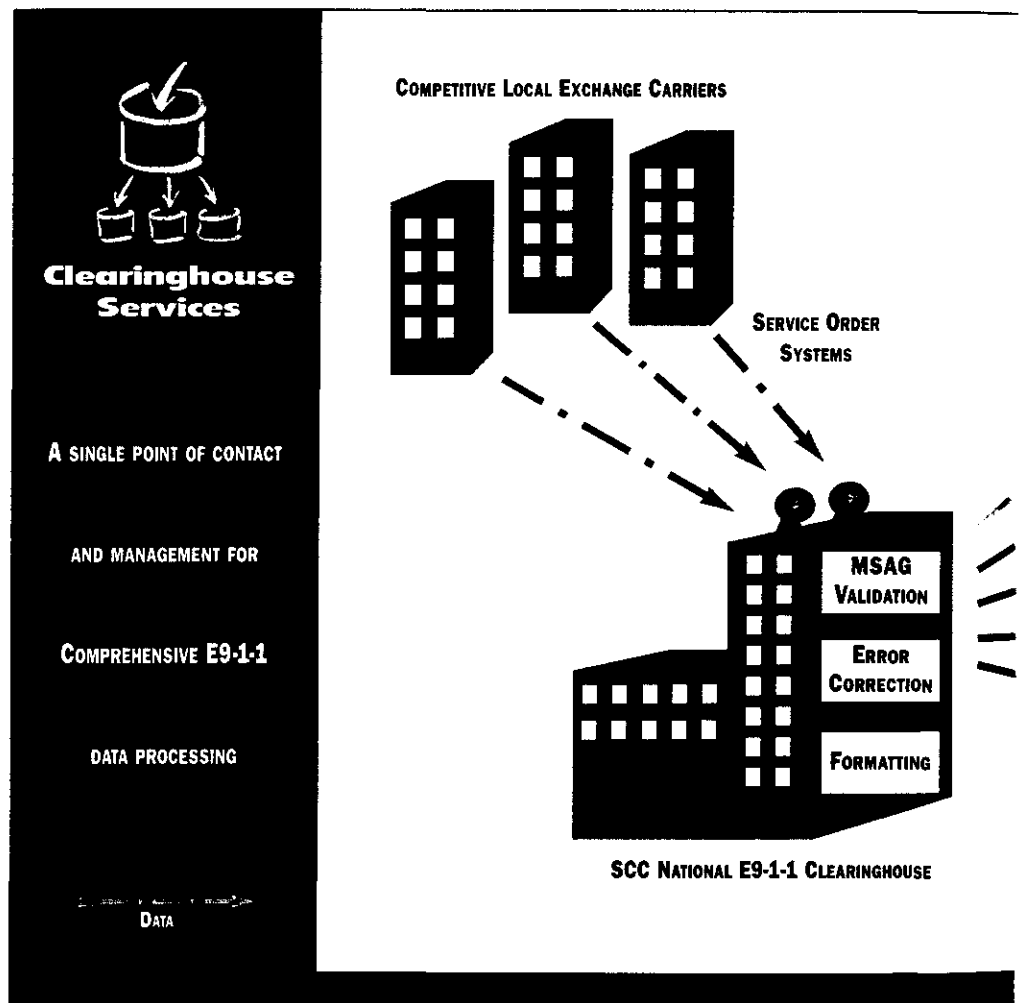 Clearinghouse
Services
A SINGLE POINT OF CONTACT
AND MANAGEMENT FOR
COMPREHENSIVE E9-1-1
DATA PROCESSING
DATA
COMPETITIVE LOCAL EXCHANGE CARRIERS
SERVICE ORDER
SYSTEMS
MSAG
VALIDATION
ERROR
CORRECTION
FORMATTING
SCC NATIONAL E9-1-1 CLEARINGHOUSE